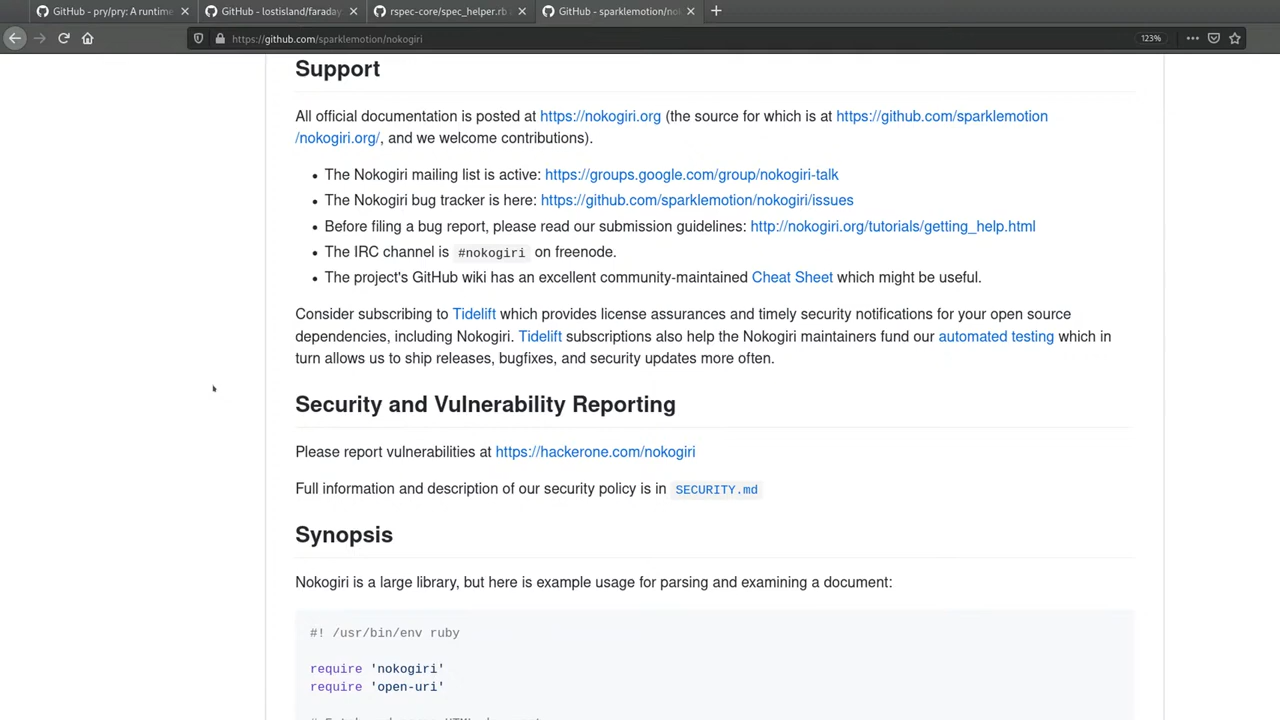 GitHub - pry/pry: A runtime
GitHub - lostisland/faraday
rspec-core/spec_helper.rb
GitHub - sparklemotion/no
https://github.com/sparklemotion/nokogiri
123%
Support
All official documentation is posted at https://nokogiri.org (the source for which is at https://github.com/sparklemotion
/nokogiri.org/, and we welcome contributions).
• The Nokogiri mailing list is active: https://groups.google.com/group/nokogiri-talk
• The Nokogiri bug tracker is here: https://github.com/sparklemotion/nokogiri/issues
• Before filing a bug report, please read our submission guidelines: http://nokogiri.org/tutorials/getting_help.html
• The IRC channel is #nokogiri on freenode.
• The project's GitHub wiki has an excellent community-maintained Cheat Sheet which might be useful.
Consider subscribing to Tidelift which provides license assurances and timely security notifications for your open source
dependencies, including Nokogiri. Tidelift subscriptions also help the Nokogiri maintainers fund our automated testing which in
turn allows us to ship releases, bugfixes, and security updates more often.
Security and Vulnerability Reporting
Please report vulnerabilities at https://hackerone.com/nokogiri
Full information and description of our security policy is in SECURITY.md
Synopsis
Nokogiri is a large library, but here is example usage for parsing and examining a document:
#! /usr/bin/env ruby
require 'nokogiri'
require 'open-uri'